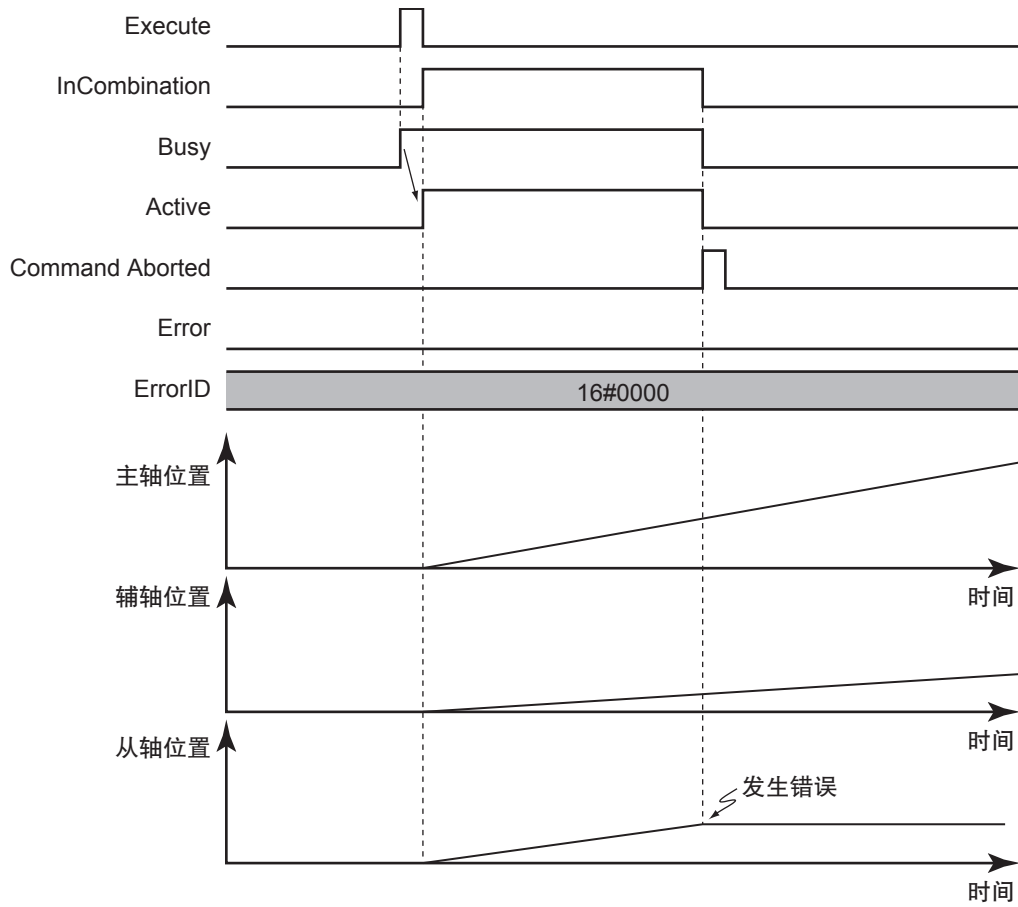 Execute
InCombination
Busy
Active
Command Aborted
Error
ErrorID
16#0000
主轴位置
时间
辅轴位置
时间
从轴位置
发生错误
时间